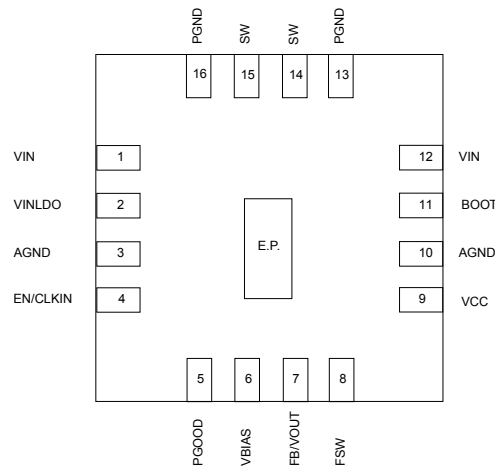 PGND SW SW PGND
16 15 14 13
VIN 1 12 VIN
VINLDO 2 11 BOOT
AGND 3 E.P. 10 AGND
EN/CLKIN 4 9 VCC
5 6 7 8
PGOOD VBIAS FB/VOUT FSW